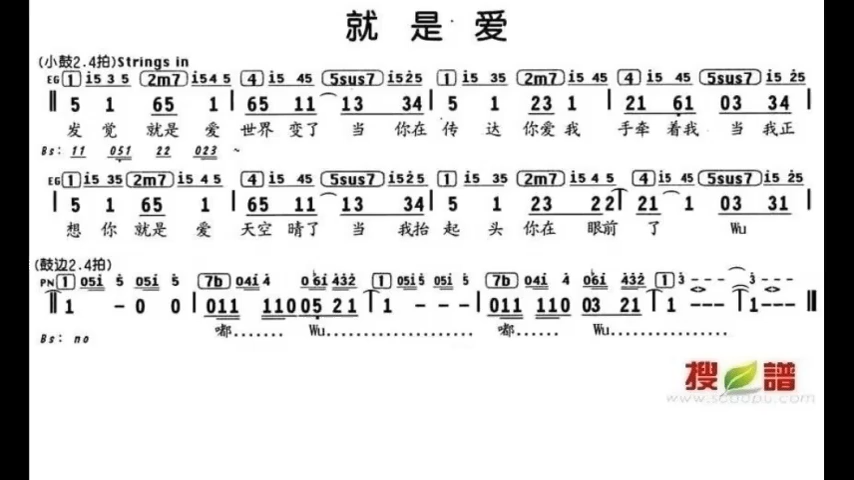 就是爱
(小鼓2.4拍)Strings in
EG 1 i5 3 5 2m7 i54 5 4 i5 45 5sus7 i5 25 1 i5 35 2m7 i5 45 4 i5 45 5sus7 i5 25
‖ 5 1 65 1 | 65 11 13 34 | 5 1 23 1 | 21 61 03 34
发觉 就是 爱 世界 变了 当 你在 传 达 你爱 我 手牵 着我 当 我正
Bs: 11 051 22 023 ~
EG 1 i5 35 2m7 i5 4 5 4 i5 45 5sus7 i5 25 1 i5 35 2m7 i5 4 5 4 i5 45 5sus7 i5 25
| 5 1 65 1 | 65 11 13 34 | 5 1 23 22 | 21 1 03 31 |
想 你 就是 爱 天空 晴了 当 我抬 起 头 你在 眼前 了 Wu
(鼓边2.4拍)
PN 1 05i 5 05i 5 7b 04i 4 06i 432 1 05i 5 05i 5 7b 04i 4 06i 432 1 3 - - -
‖ 1 - 0 0 | 011 110 05 21 | 1 - - - | 011 110 03 21 | 1 - - - 1 - - - ‖
嘟....... Wu.................. 嘟....... Wu.................
Bs: no
搜 谱